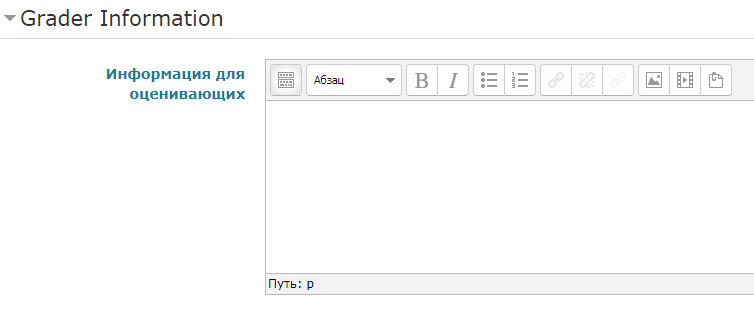 Grader Information
Информация для
оценивающих
Абзац
B I
Путь: p